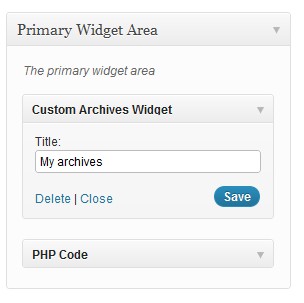 Primary Widget Area
The primary widget area
Custom Archives Widget
Title:
My archives
Delete | Close
Save
PHP Code